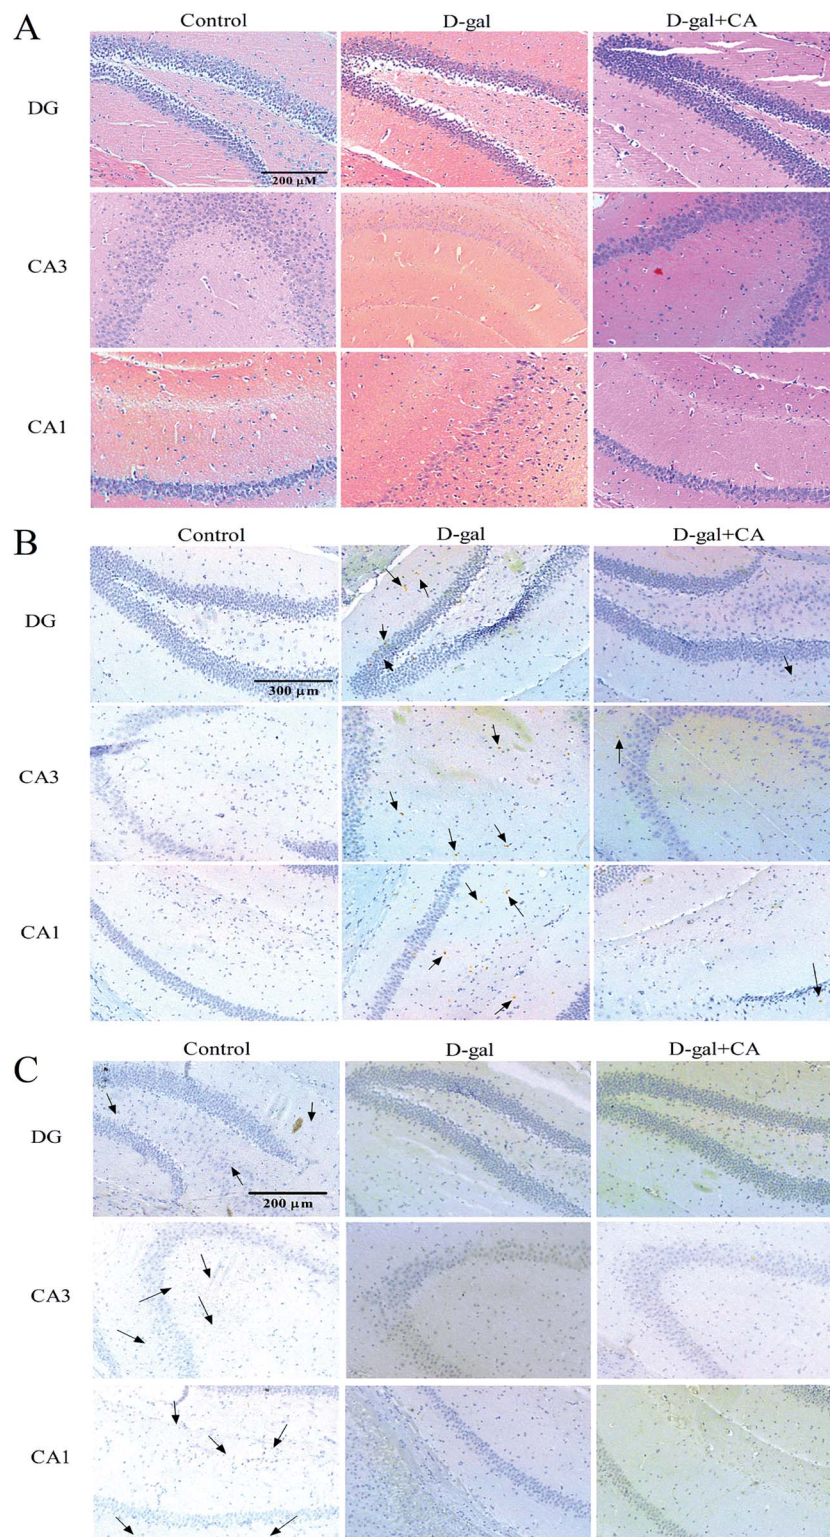 A
Control D-gal D-gal+CA
DG
200 μM
CA3
CA1
B
Control D-gal D-gal+CA
DG
300 μm
CA3
CA1
C
Control D-gal D-gal+CA
DG
200 μm
CA3
CA1